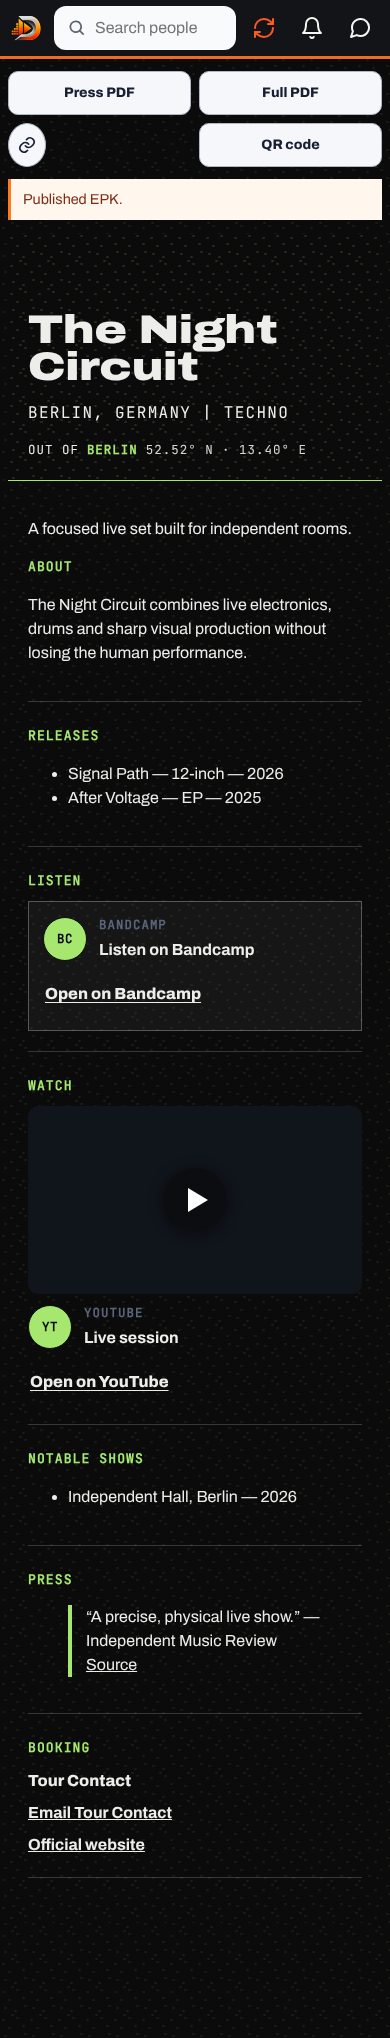 Search people
Press PDF
Full PDF
QR code
Published EPK.
The Night
Circuit
BERLIN, GERMANY | TECHNO
OUT OF BERLIN 52.52° N · 13.40° E
A focused live set built for independent rooms.
ABOUT
The Night Circuit combines live electronics,
drums and sharp visual production without
losing the human performance.
RELEASES
• Signal Path — 12-inch — 2026
• After Voltage — EP — 2025
LISTEN
BC
BANDCAMP
Listen on Bandcamp
Open on Bandcamp
WATCH
YT
YOUTUBE
Live session
Open on YouTube
NOTABLE SHOWS
• Independent Hall, Berlin — 2026
PRESS
“A precise, physical live show.” —
Independent Music Review
Source
BOOKING
Tour Contact
Email Tour Contact
Official website